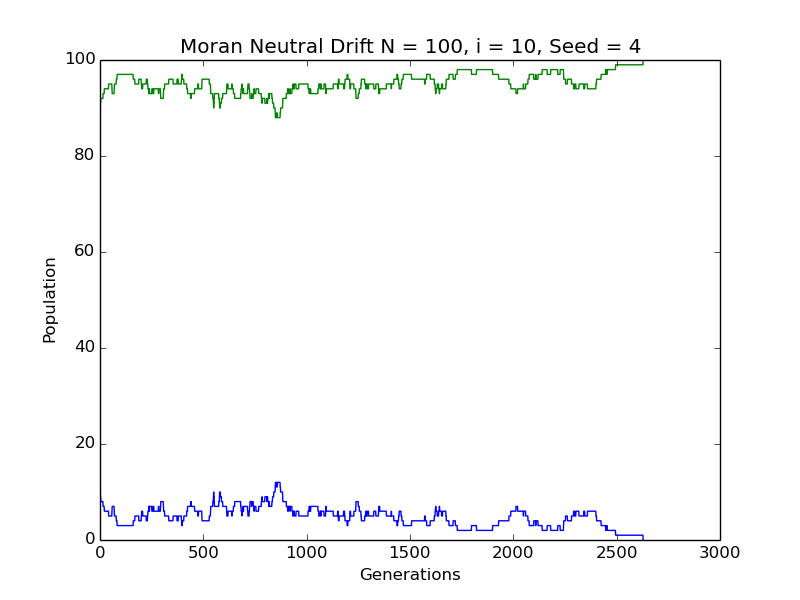 Moran Neutral Drift N = 100, i = 10, Seed = 4
100
80
60
40
20
0
Population
0 500 1000 1500 2000 2500 3000
Generations